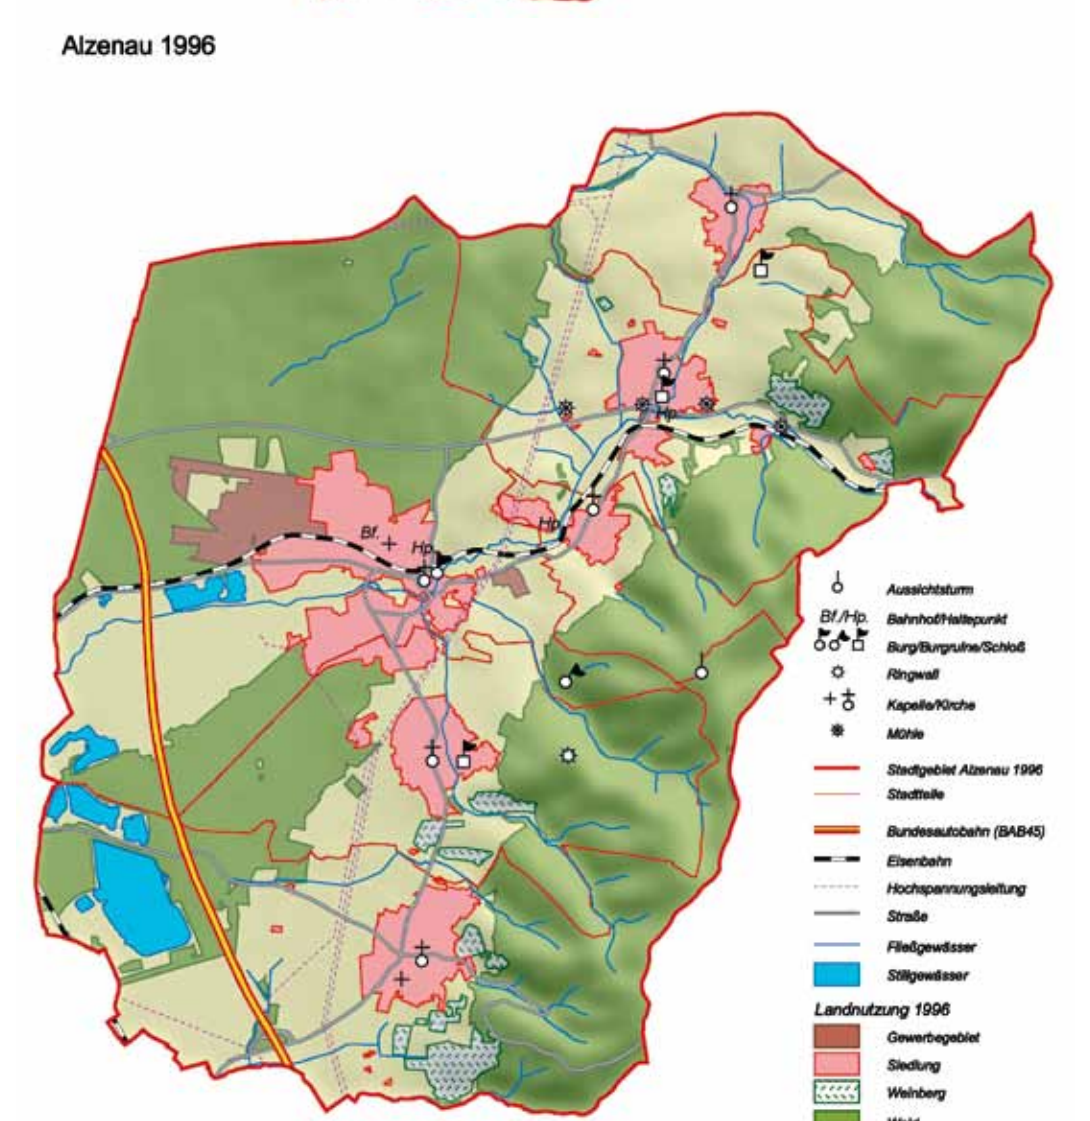 Alzenau 1996
Bf.
Hp.
Hp.
Hp.
Aussichtsturm
Bf./Hp. Bahnhof/Haltepunkt
Burg/Burgruine/Schloß
Ringwall
Kapelle/Kirche
Mühle
Stadtgebiet Alzenau 1996
Stadtteile
Bundesautobahn (BAB45)
Eisenbahn
Hochspannungsleitung
Straße
Fließgewässer
Stillgewässer
Landnutzung 1996
Gewerbegebiet
Siedlung
Weinberg
Wald